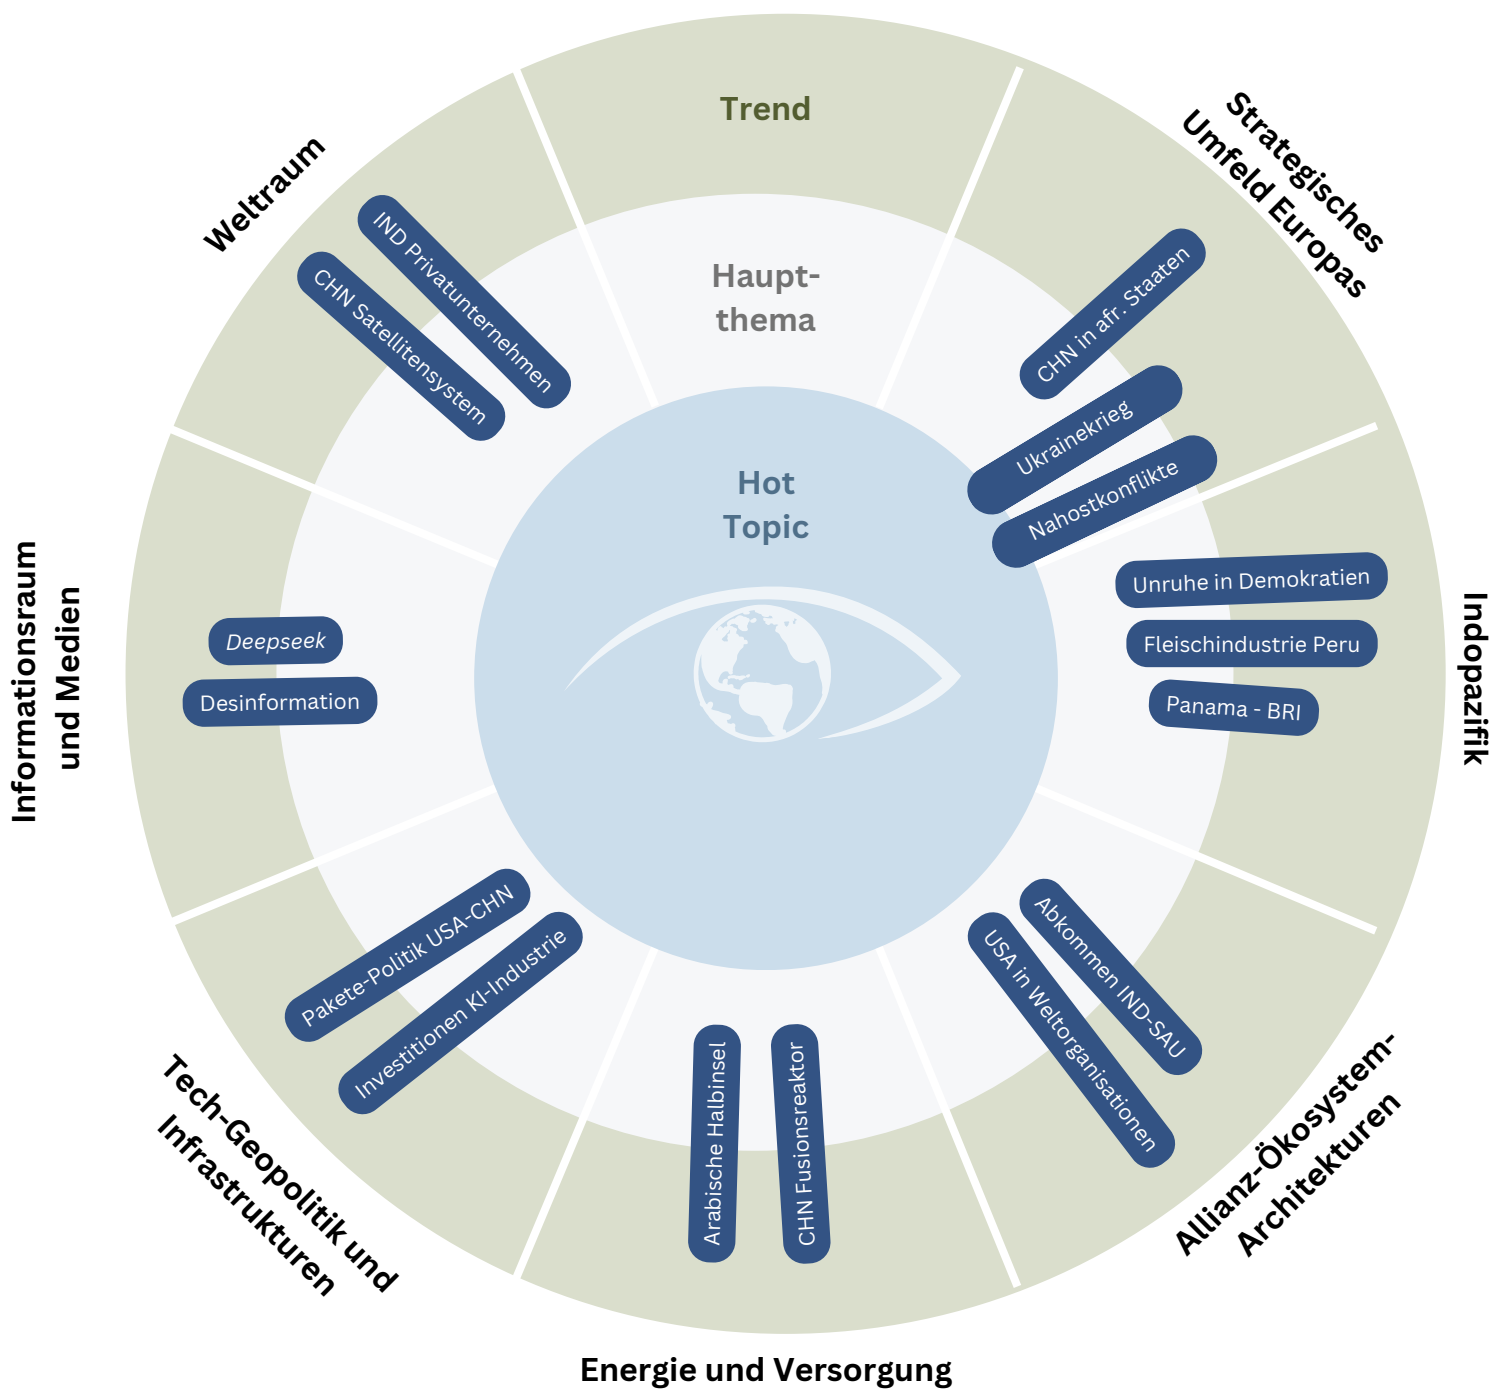 Trend
Haupt-
thema
Hot
Topic
Strategisches
Umfeld Europas
CHN in afr. Staaten
Ukrainekrieg
Nahostkonflikte
Indopazifik
Unruhe in Demokratien
Fleischindustrie Peru
Panama - BRI
Allianz-Ökosystem-
Architekturen
Abkommen IND-SAU
USA in Weltorganisationen
Energie und Versorgung
CHN Fusionsreaktor
Arabische Halbinsel
Tech-Geopolitik und
Infrastrukturen
Investitionen KI-Industrie
Pakete-Politik USA-CHN
Informationsraum
und Medien
Deepseek
Desinformation
Weltraum
IND Privatunternehmen
CHN Satellitensystem